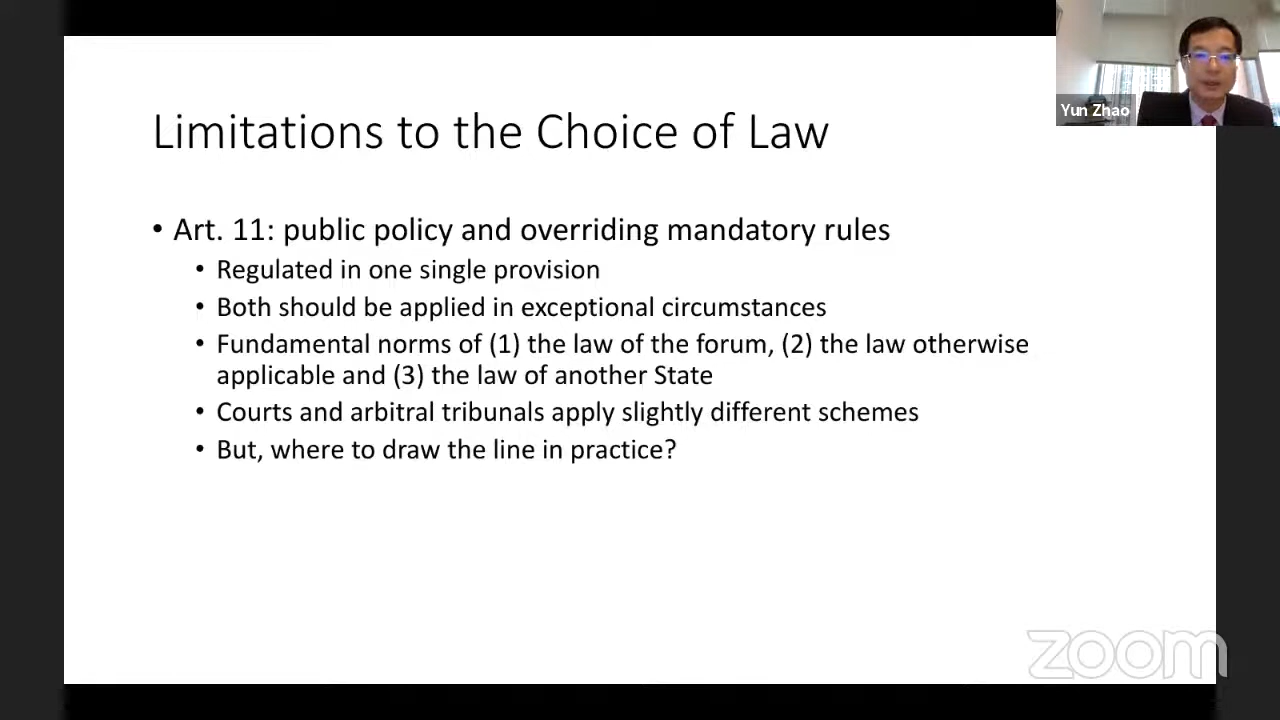 Yun Zhao
Limitations to the Choice of Law
• Art. 11: public policy and overriding mandatory rules
• Regulated in one single provision
• Both should be applied in exceptional circumstances
• Fundamental norms of (1) the law of the forum, (2) the law otherwise
applicable and (3) the law of another State
• Courts and arbitral tribunals apply slightly different schemes
• But, where to draw the line in practice?
zoom